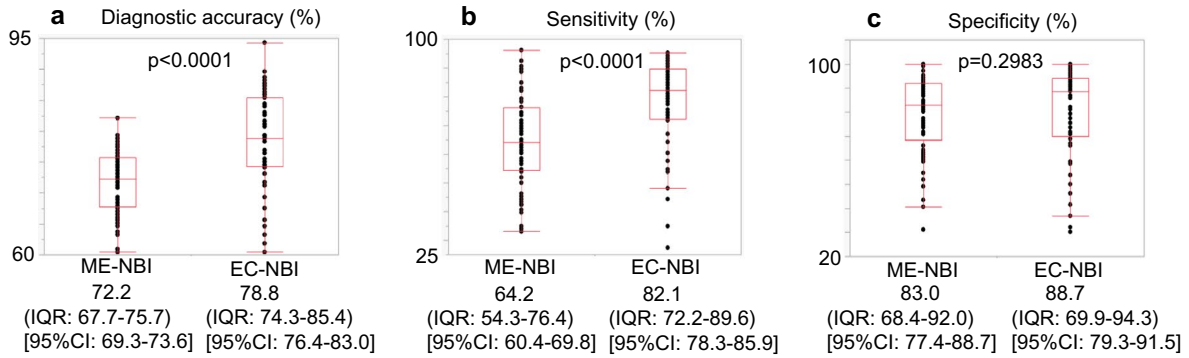 a Diagnostic accuracy (%)
95
p<0.0001
60
ME-NBI EC-NBI
72.2 78.8
(IQR: 67.7-75.7) (IQR: 74.3-85.4)
[95%CI: 69.3-73.6] [95%CI: 76.4-83.0]
b Sensitivity (%)
100
p<0.0001
25
ME-NBI EC-NBI
64.2 82.1
(IQR: 54.3-76.4) (IQR: 72.2-89.6)
[95%CI: 60.4-69.8] [95%CI: 78.3-85.9]
c Specificity (%)
100
p=0.2983
20
ME-NBI EC-NBI
83.0 88.7
(IQR: 68.4-92.0) (IQR: 69.9-94.3)
[95%CI: 77.4-88.7] [95%CI: 79.3-91.5]